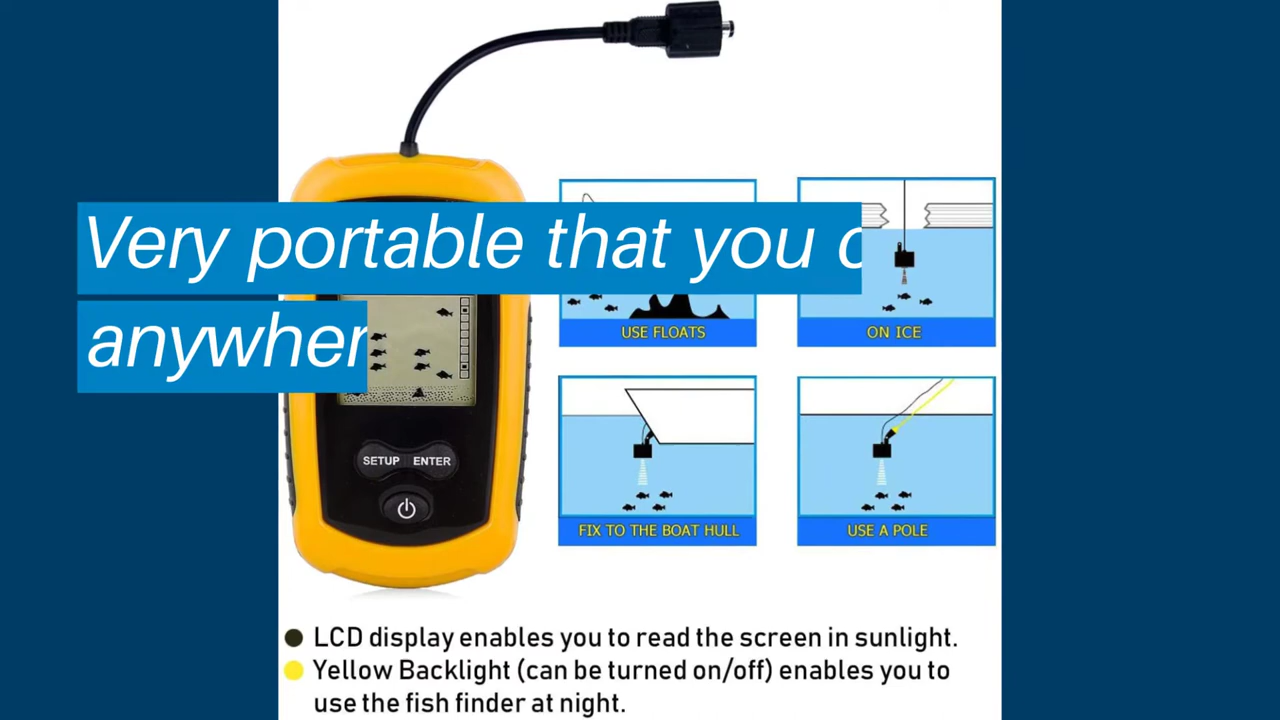 Very portable that you
USE FLOATS
ON ICE
SETUP ENTER
FIX TO THE BOAT HULL
USE A POLE
LCD display enables you to read the screen in sunlight.
Yellow Backlight (can be turned on/off) enables you to
use the fish finder at night.